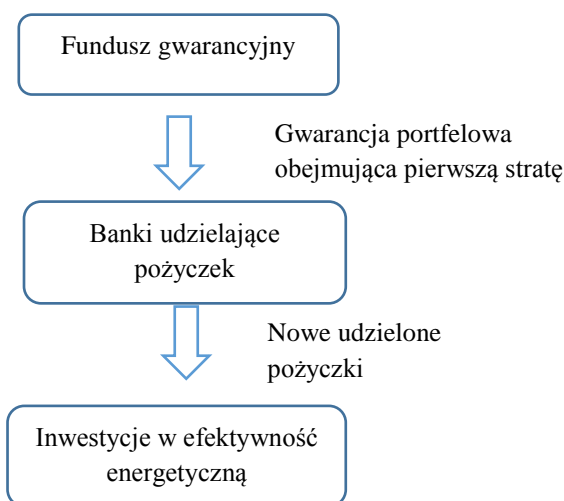 Fundusz gwarancyjny
Gwarancja portfelowa
obejmująca pierwszą stratę
Banki udzielające
pożyczek
Nowe udzielone
pożyczki
Inwestycje w efektywność
energetyczną